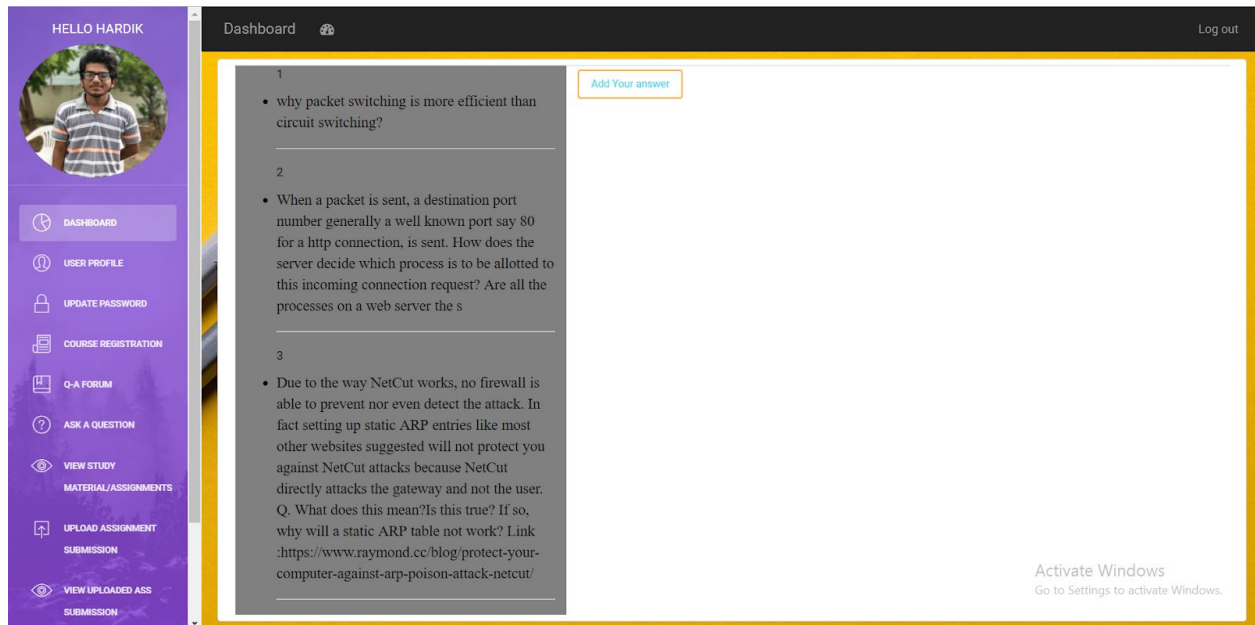 HELLO HARDIK
DASHBOARD
USER PROFILE
UPDATE PASSWORD
COURSE REGISTRATION
Q-A FORUM
ASK A QUESTION
VIEW STUDY
MATERIAL/ASSIGNMENTS
UPLOAD ASSIGNMENT
SUBMISSION
VIEW UPLOADED ASS
SUBMISSION
Dashboard
Log out
1
• why packet switching is more efficient than
circuit switching?
2
• When a packet is sent, a destination port
number generally a well known port say 80
for a http connection, is sent. How does the
server decide which process is to be allotted to
this incoming connection request? Are all the
processes on a web server the s
3
• Due to the way NetCut works, no firewall is
able to prevent nor even detect the attack. In
fact setting up static ARP entries like most
other websites suggested will not protect you
against NetCut attacks because NetCut
directly attacks the gateway and not the user.
Q. What does this mean?Is this true? If so,
why will a static ARP table not work? Link
:https://www.raymond.cc/blog/protect-your-
computer-against-arp-poison-attack-netcut/
Add Your answer
Activate Windows
Go to Settings to activate Windows.